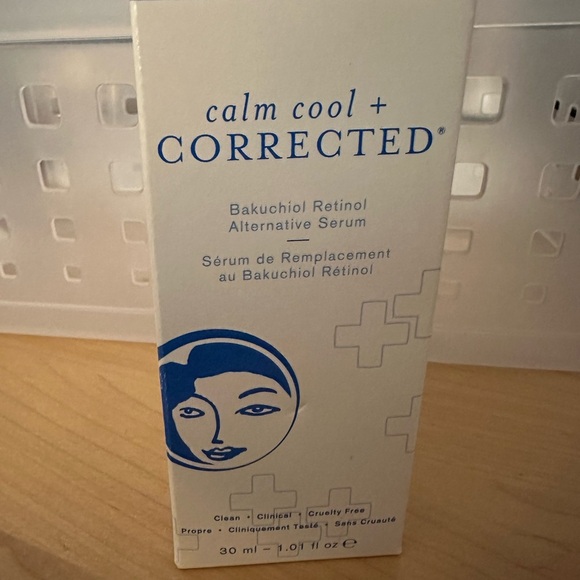 calm cool +
CORRECTED®
Bakuchiol Retinol
Alternative Serum
Sérum de Remplacement
au Bakuchiol Rétinol
Clean • Clinical • Cruelty Free
Propre • Cliniquement Testé • Sans Cruauté
30 ml – 1.01 fl oz ℮